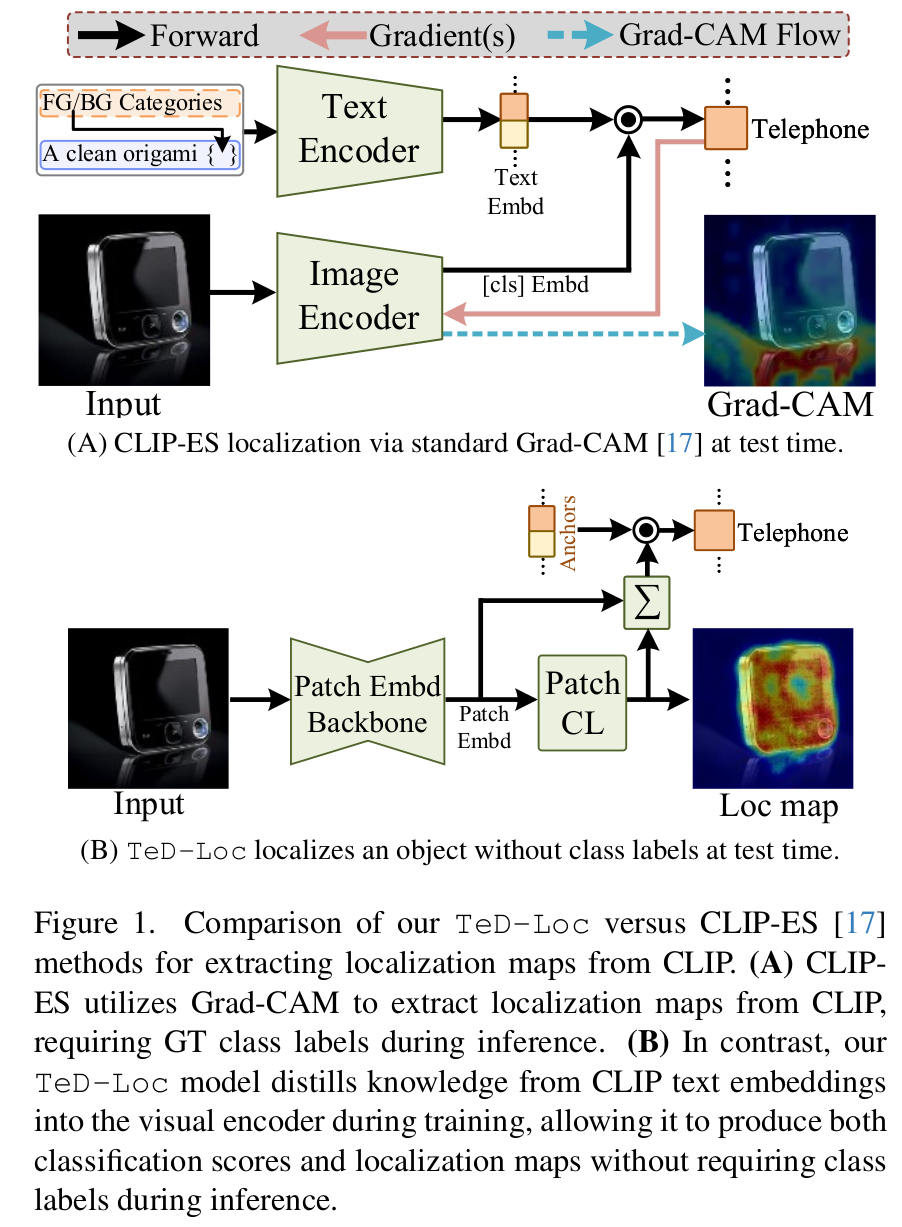 Forward Gradient(s) Grad-CAM Flow
FG/BG Categories
A clean origami { }
Text
Encoder
Text
Embd
Telephone
Image
Encoder
[cls] Embd
Input
Grad-CAM
(A) CLIP-ES localization via standard Grad-CAM [17] at test time.
Anchors
Telephone
Σ
Patch Embd
Backbone
Patch
Embd
Patch
CL
Input
Loc map
(B) TeD-Loc localizes an object without class labels at test time.
Figure 1. Comparison of our TeD-Loc versus CLIP-ES [17]
methods for extracting localization maps from CLIP. (A) CLIP-
ES utilizes Grad-CAM to extract localization maps from CLIP,
requiring GT class labels during inference. (B) In contrast, our
TeD-Loc model distills knowledge from CLIP text embeddings
into the visual encoder during training, allowing it to produce both
classification scores and localization maps without requiring class
labels during inference.